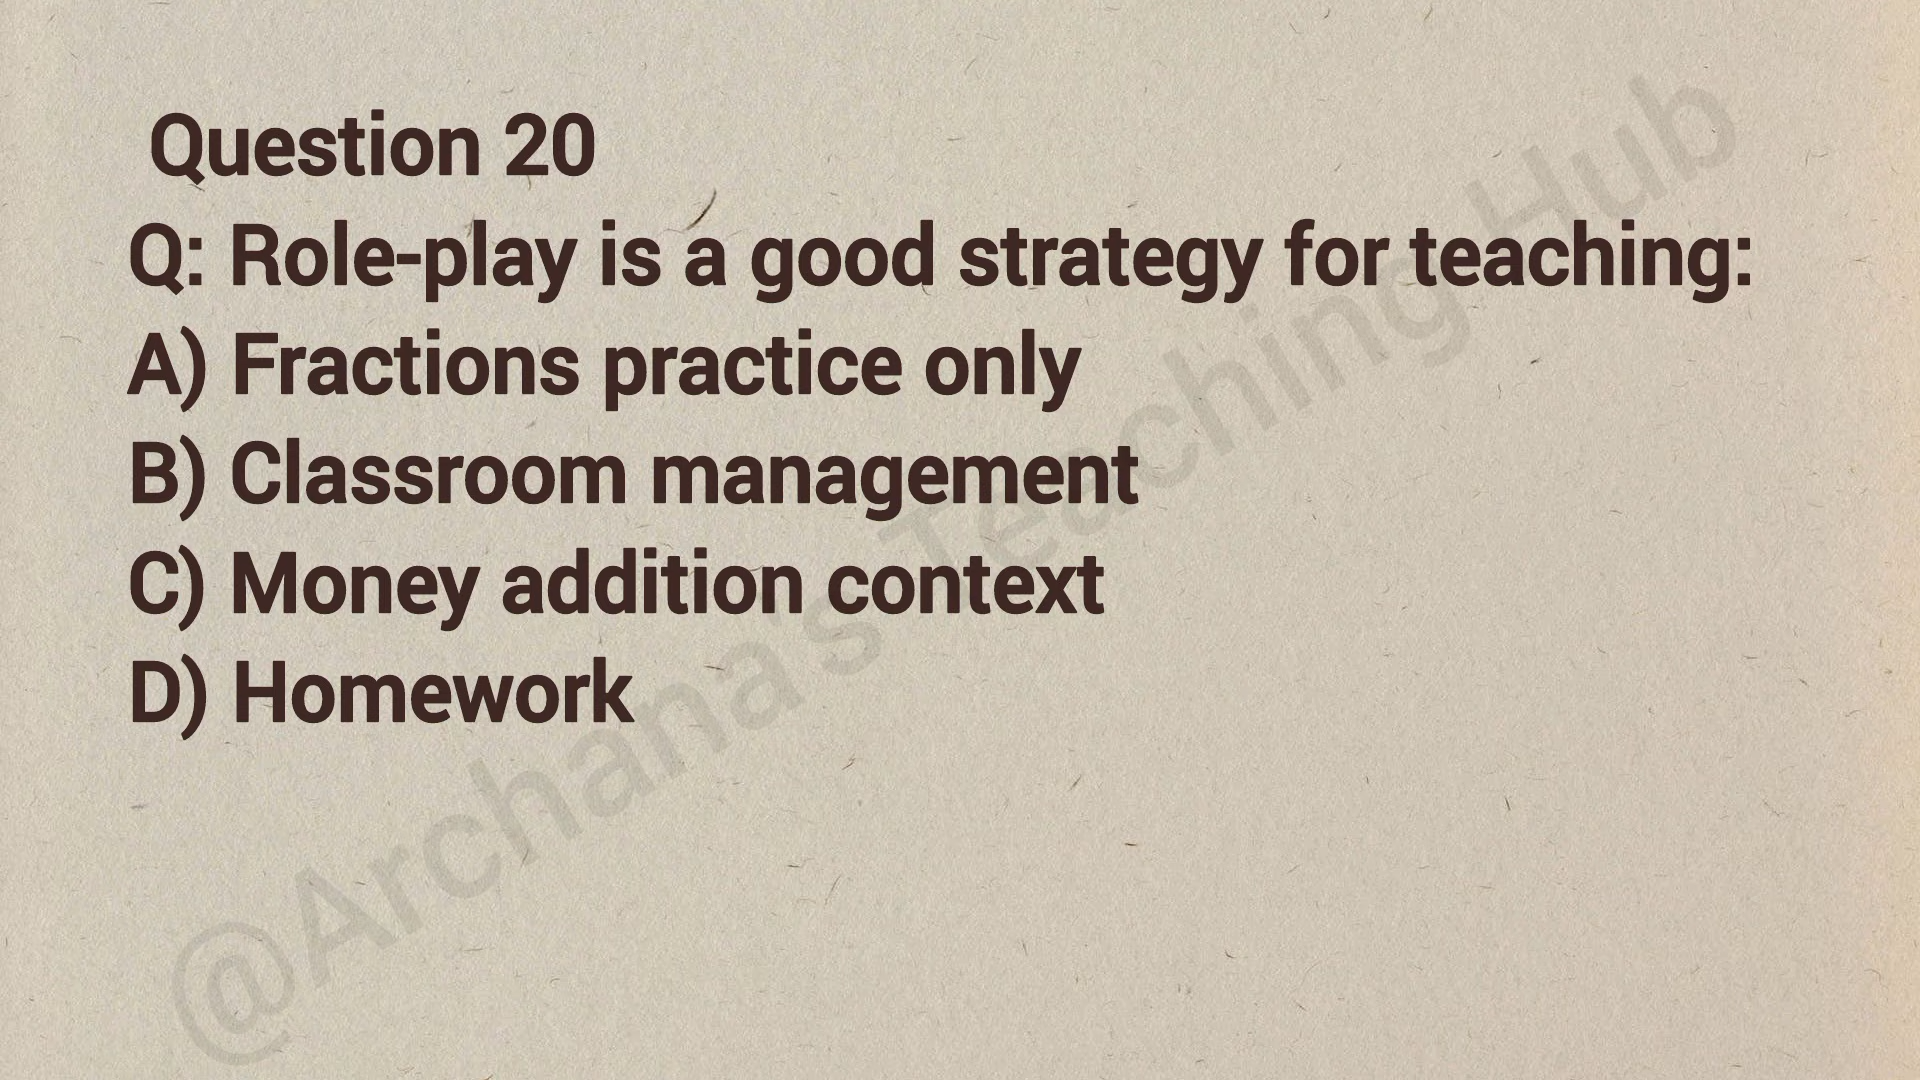 Question 20
Q: Role-play is a good strategy for teaching:
A) Fractions practice only
B) Classroom management
C) Money addition context
D) Homework
@Archana's Teaching Hub